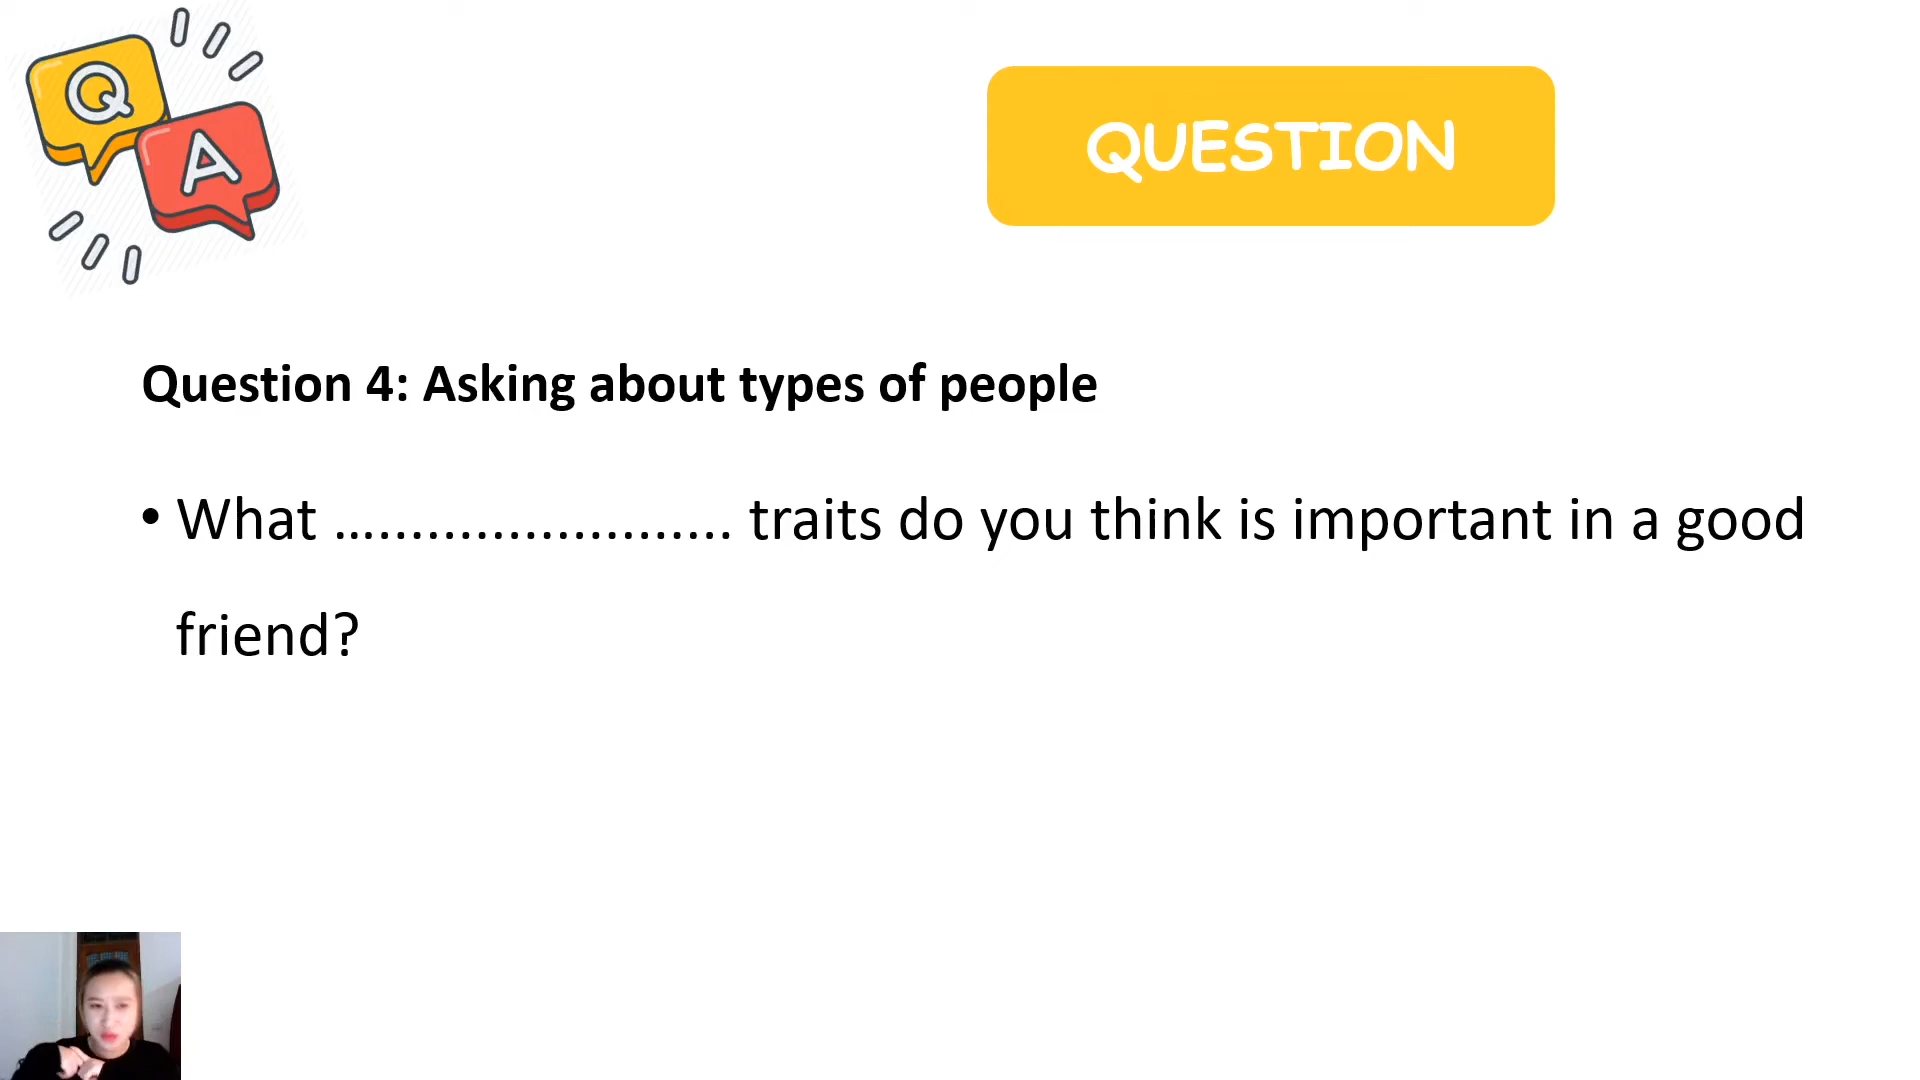 Q
A
QUESTION
Question 4: Asking about types of people
• What ………………………. traits do you think is important in a good
friend?